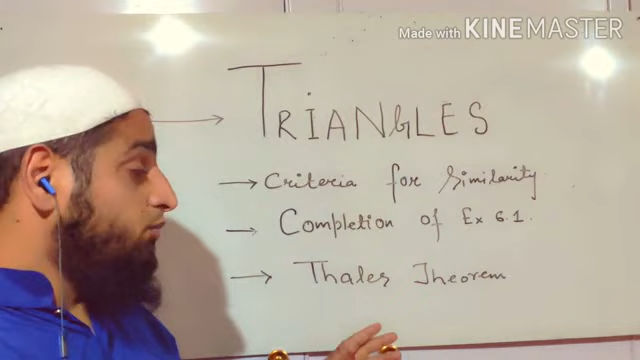 Made with KINEMASTER
TRIANGLES
Criteria for Similarity.
Completion of Ex 6.1.
Thales Theorem